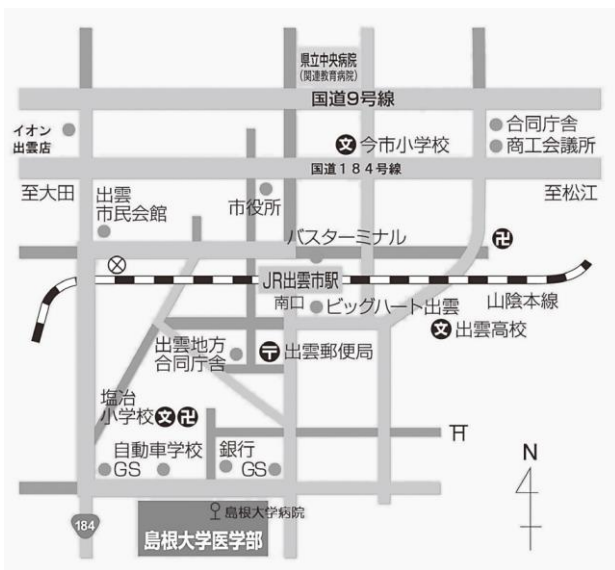 県立中央病院
(関連教育病院)
国道9号線
イオン
出雲店
文 今市小学校
合同庁舎
商工会議所
国道184号線
至大田
出雲
市民会館
市役所
至松江
バスターミナル
卍
JR出雲市駅
南口
ビッグハート出雲
山陰本線
文 出雲高校
出雲地方
合同庁舎
〒 出雲郵便局
塩冶
小学校 文 卍
自動車学校
銀行
GS
GS
N
184
島根大学病院
島根大学医学部